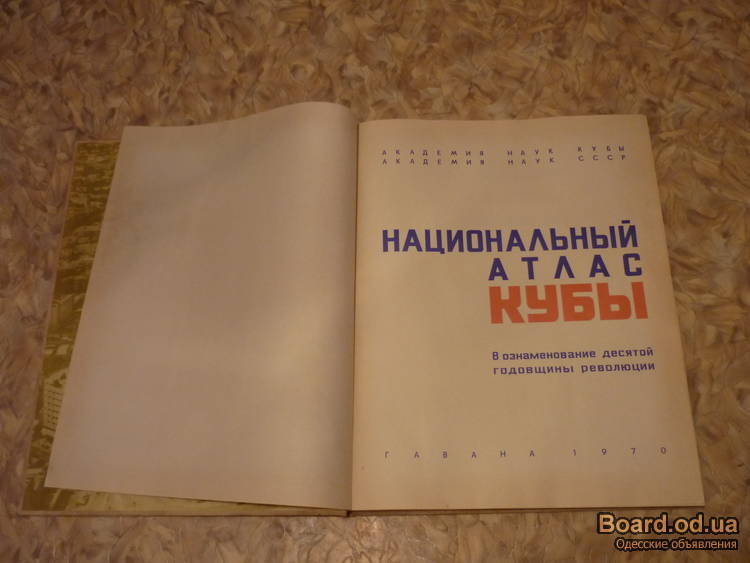 АКАДЕМИЯ НАУК КУБЫ
АКАДЕМИЯ НАУК СССР
НАЦИОНАЛЬНЫЙ
АТЛАС
КУБЫ
В ознаменование десятой
годовщины революции
ГАВАНА 1970
Board.od.ua
Одесские объявления